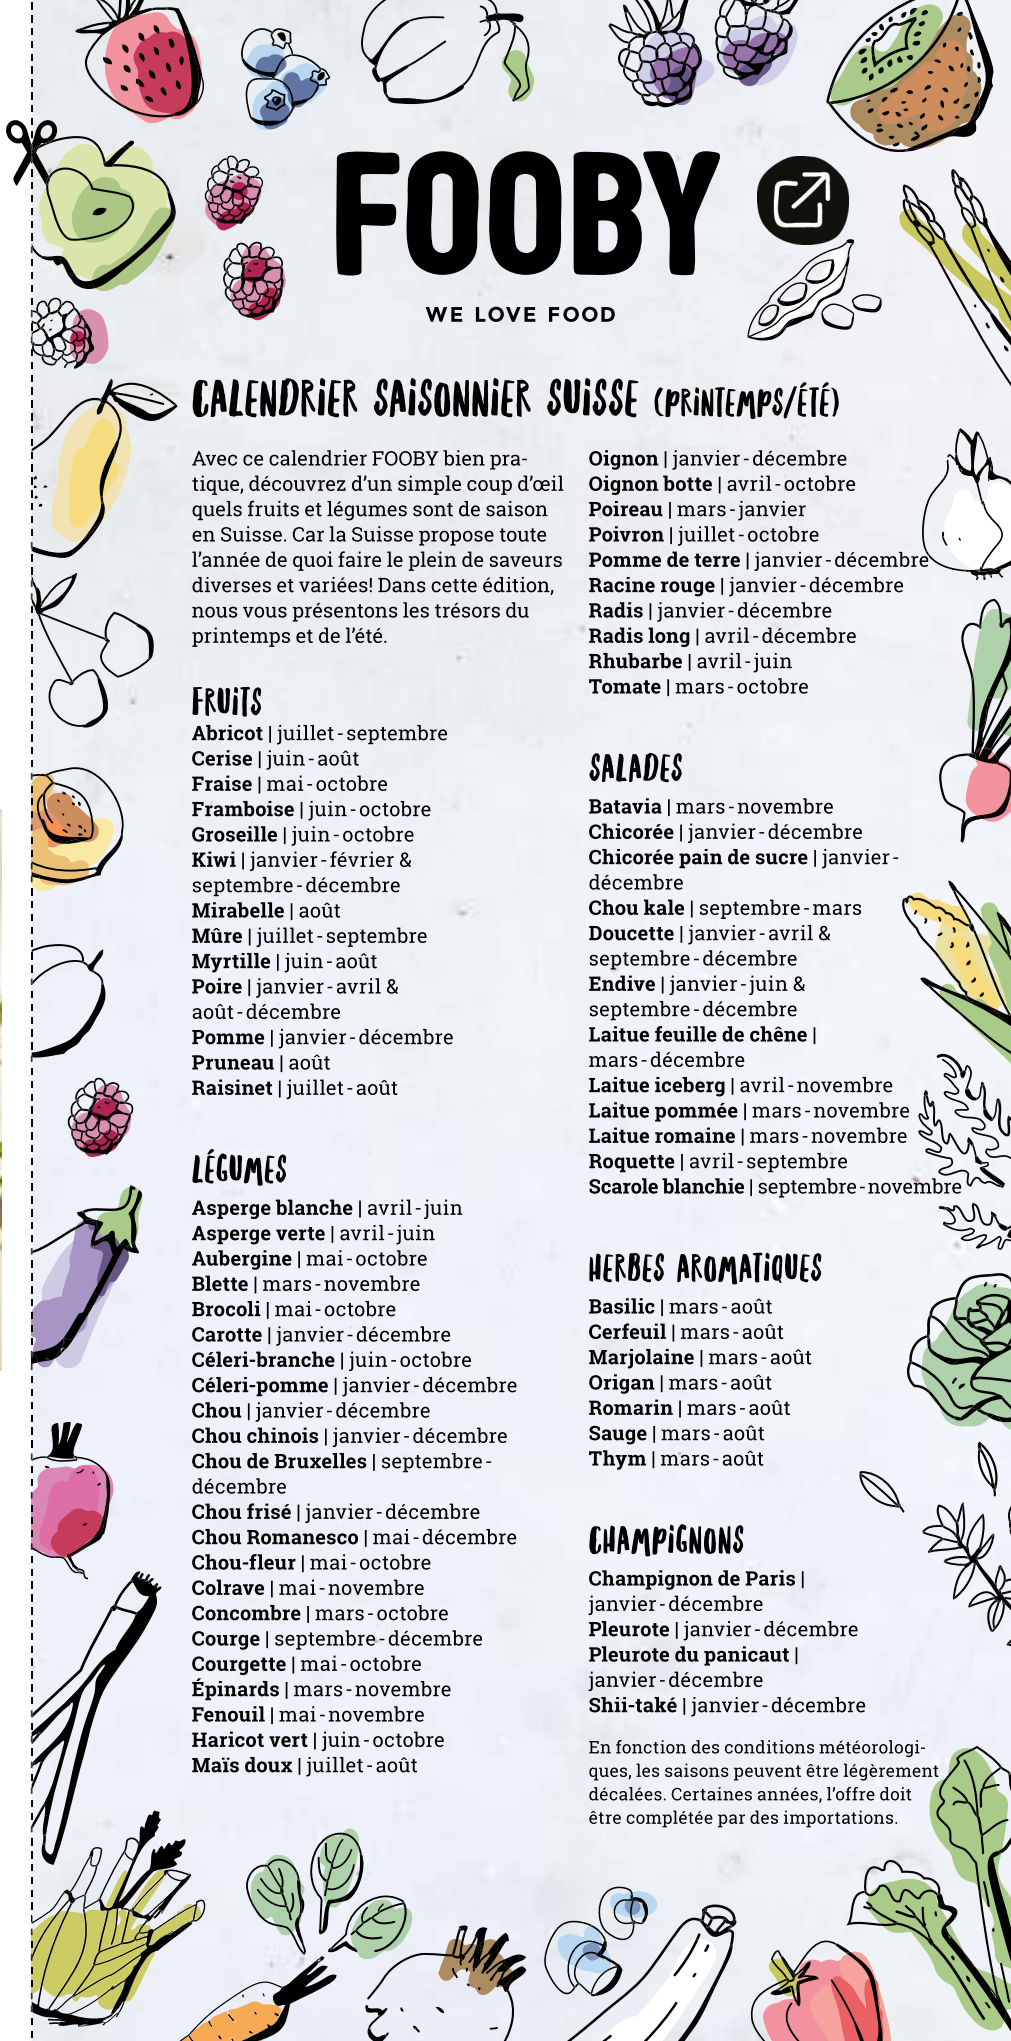 FOOBY
WE LOVE FOOD
CALENDRIER SAISONNIER SUISSE (PRINTEMPS/ÉTÉ)
Avec ce calendrier FOOBY bien pra-
tique, découvrez d’un simple coup d’œil
quels fruits et légumes sont de saison
en Suisse. Car la Suisse propose toute
l’année de quoi faire le plein de saveurs
diverses et variées! Dans cette édition,
nous vous présentons les trésors du
printemps et de l’été.
FRUITS
Abricot | juillet - septembre
Cerise | juin - août
Fraise | mai - octobre
Framboise | juin - octobre
Groseille | juin - octobre
Kiwi | janvier - février &
septembre - décembre
Mirabelle | août
Mûre | juillet - septembre
Myrtille | juin - août
Poire | janvier - avril &
août - décembre
Pomme | janvier - décembre
Pruneau | août
Raisinet | juillet - août
LÉGUMES
Asperge blanche | avril - juin
Asperge verte | avril - juin
Aubergine | mai - octobre
Blette | mars - novembre
Brocoli | mai - octobre
Carotte | janvier - décembre
Céleri-branche | juin - octobre
Céleri-pomme | janvier - décembre
Chou | janvier - décembre
Chou chinois | janvier - décembre
Chou de Bruxelles | septembre -
décembre
Chou frisé | janvier - décembre
Chou Romanesco | mai - décembre
Chou-fleur | mai - octobre
Colrave | mai - novembre
Concombre | mars - octobre
Courge | septembre - décembre
Courgette | mai - octobre
Épinards | mars - novembre
Fenouil | mai - novembre
Haricot vert | juin - octobre
Maïs doux | juillet - août
Oignon | janvier - décembre
Oignon botte | avril - octobre
Poireau | mars - janvier
Poivron | juillet - octobre
Pomme de terre | janvier - décembre
Racine rouge | janvier - décembre
Radis | janvier - décembre
Radis long | avril - décembre
Rhubarbe | avril - juin
Tomate | mars - octobre
SALADES
Batavia | mars - novembre
Chicorée | janvier - décembre
Chicorée pain de sucre | janvier -
décembre
Chou kale | septembre - mars
Doucette | janvier - avril &
septembre - décembre
Endive | janvier - juin &
septembre - décembre
Laitue feuille de chêne |
mars - décembre
Laitue iceberg | avril - novembre
Laitue pommée | mars - novembre
Laitue romaine | mars - novembre
Roquette | avril - septembre
Scarole blanchie | septembre - novembre
HERBES AROMATIQUES
Basilic | mars - août
Cerfeuil | mars - août
Marjolaine | mars - août
Origan | mars - août
Romarin | mars - août
Sauge | mars - août
Thym | mars - août
CHAMPIGNONS
Champignon de Paris |
janvier - décembre
Pleurote | janvier - décembre
Pleurote du panicaut |
janvier - décembre
Shii-také | janvier - décembre
En fonction des conditions météorologi-
ques, les saisons peuvent être légèrement
décalées. Certaines années, l’offre doit
être complétée par des importations.